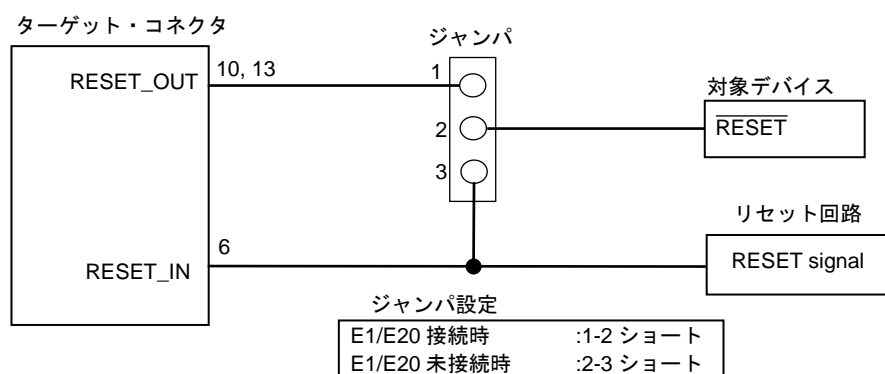 ターゲット・コネクタ
ジャンパ
RESET_OUT
10, 13
1
2
3
対象デバイス
RESET
リセット回路
RESET signal
6
RESET_IN
ジャンパ設定
E1/E20 接続時 :1-2 ショート
E1/E20 未接続時 :2-3 ショート